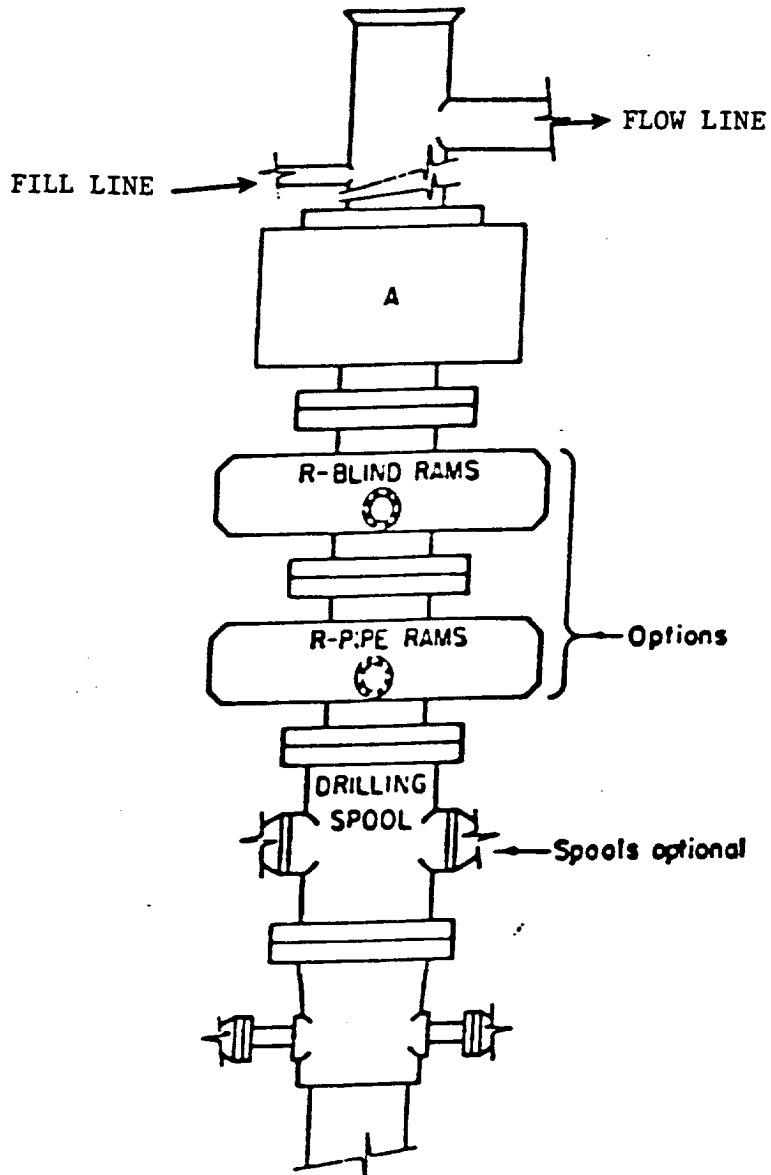 FLOW LINE
FILL LINE
A
R-BLIND RAMS
R-PIPE RAMS
Options
DRILLING
SPOOL
Spools optional